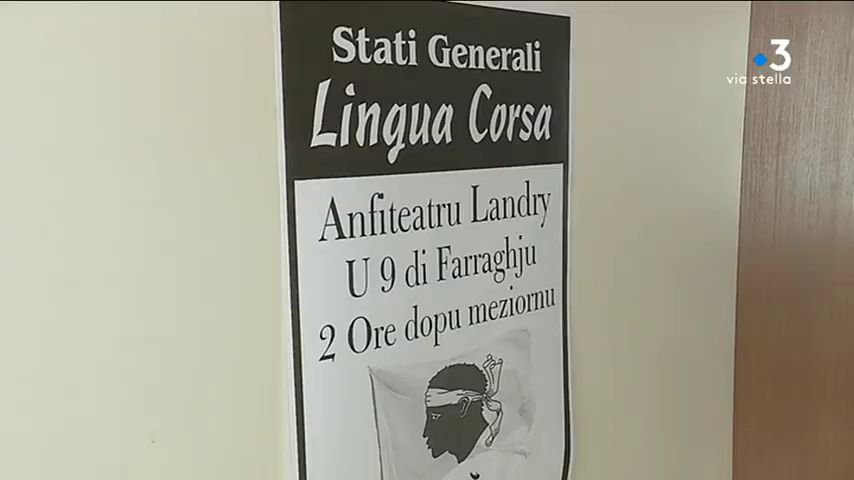 Stati Generali
Lingua Corsa
Anfiteatru Landry
U 9 di Farraghju
2 Ore dopu meziornu
3
via stella